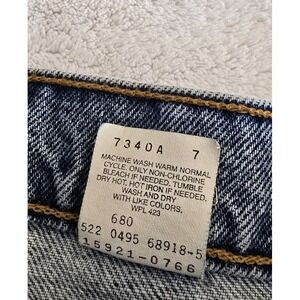 7340A 7
MACHINE WASH WARM NORMAL
CYCLE. ONLY NON-CHLORINE
BLEACH IF NEEDED. TUMBLE
DRY HOT, HOT IRON IF NEEDED.
WASH AND DRY
WITH LIKE COLORS,
WPL 423
680
522 0495 68918-5
15921-0766